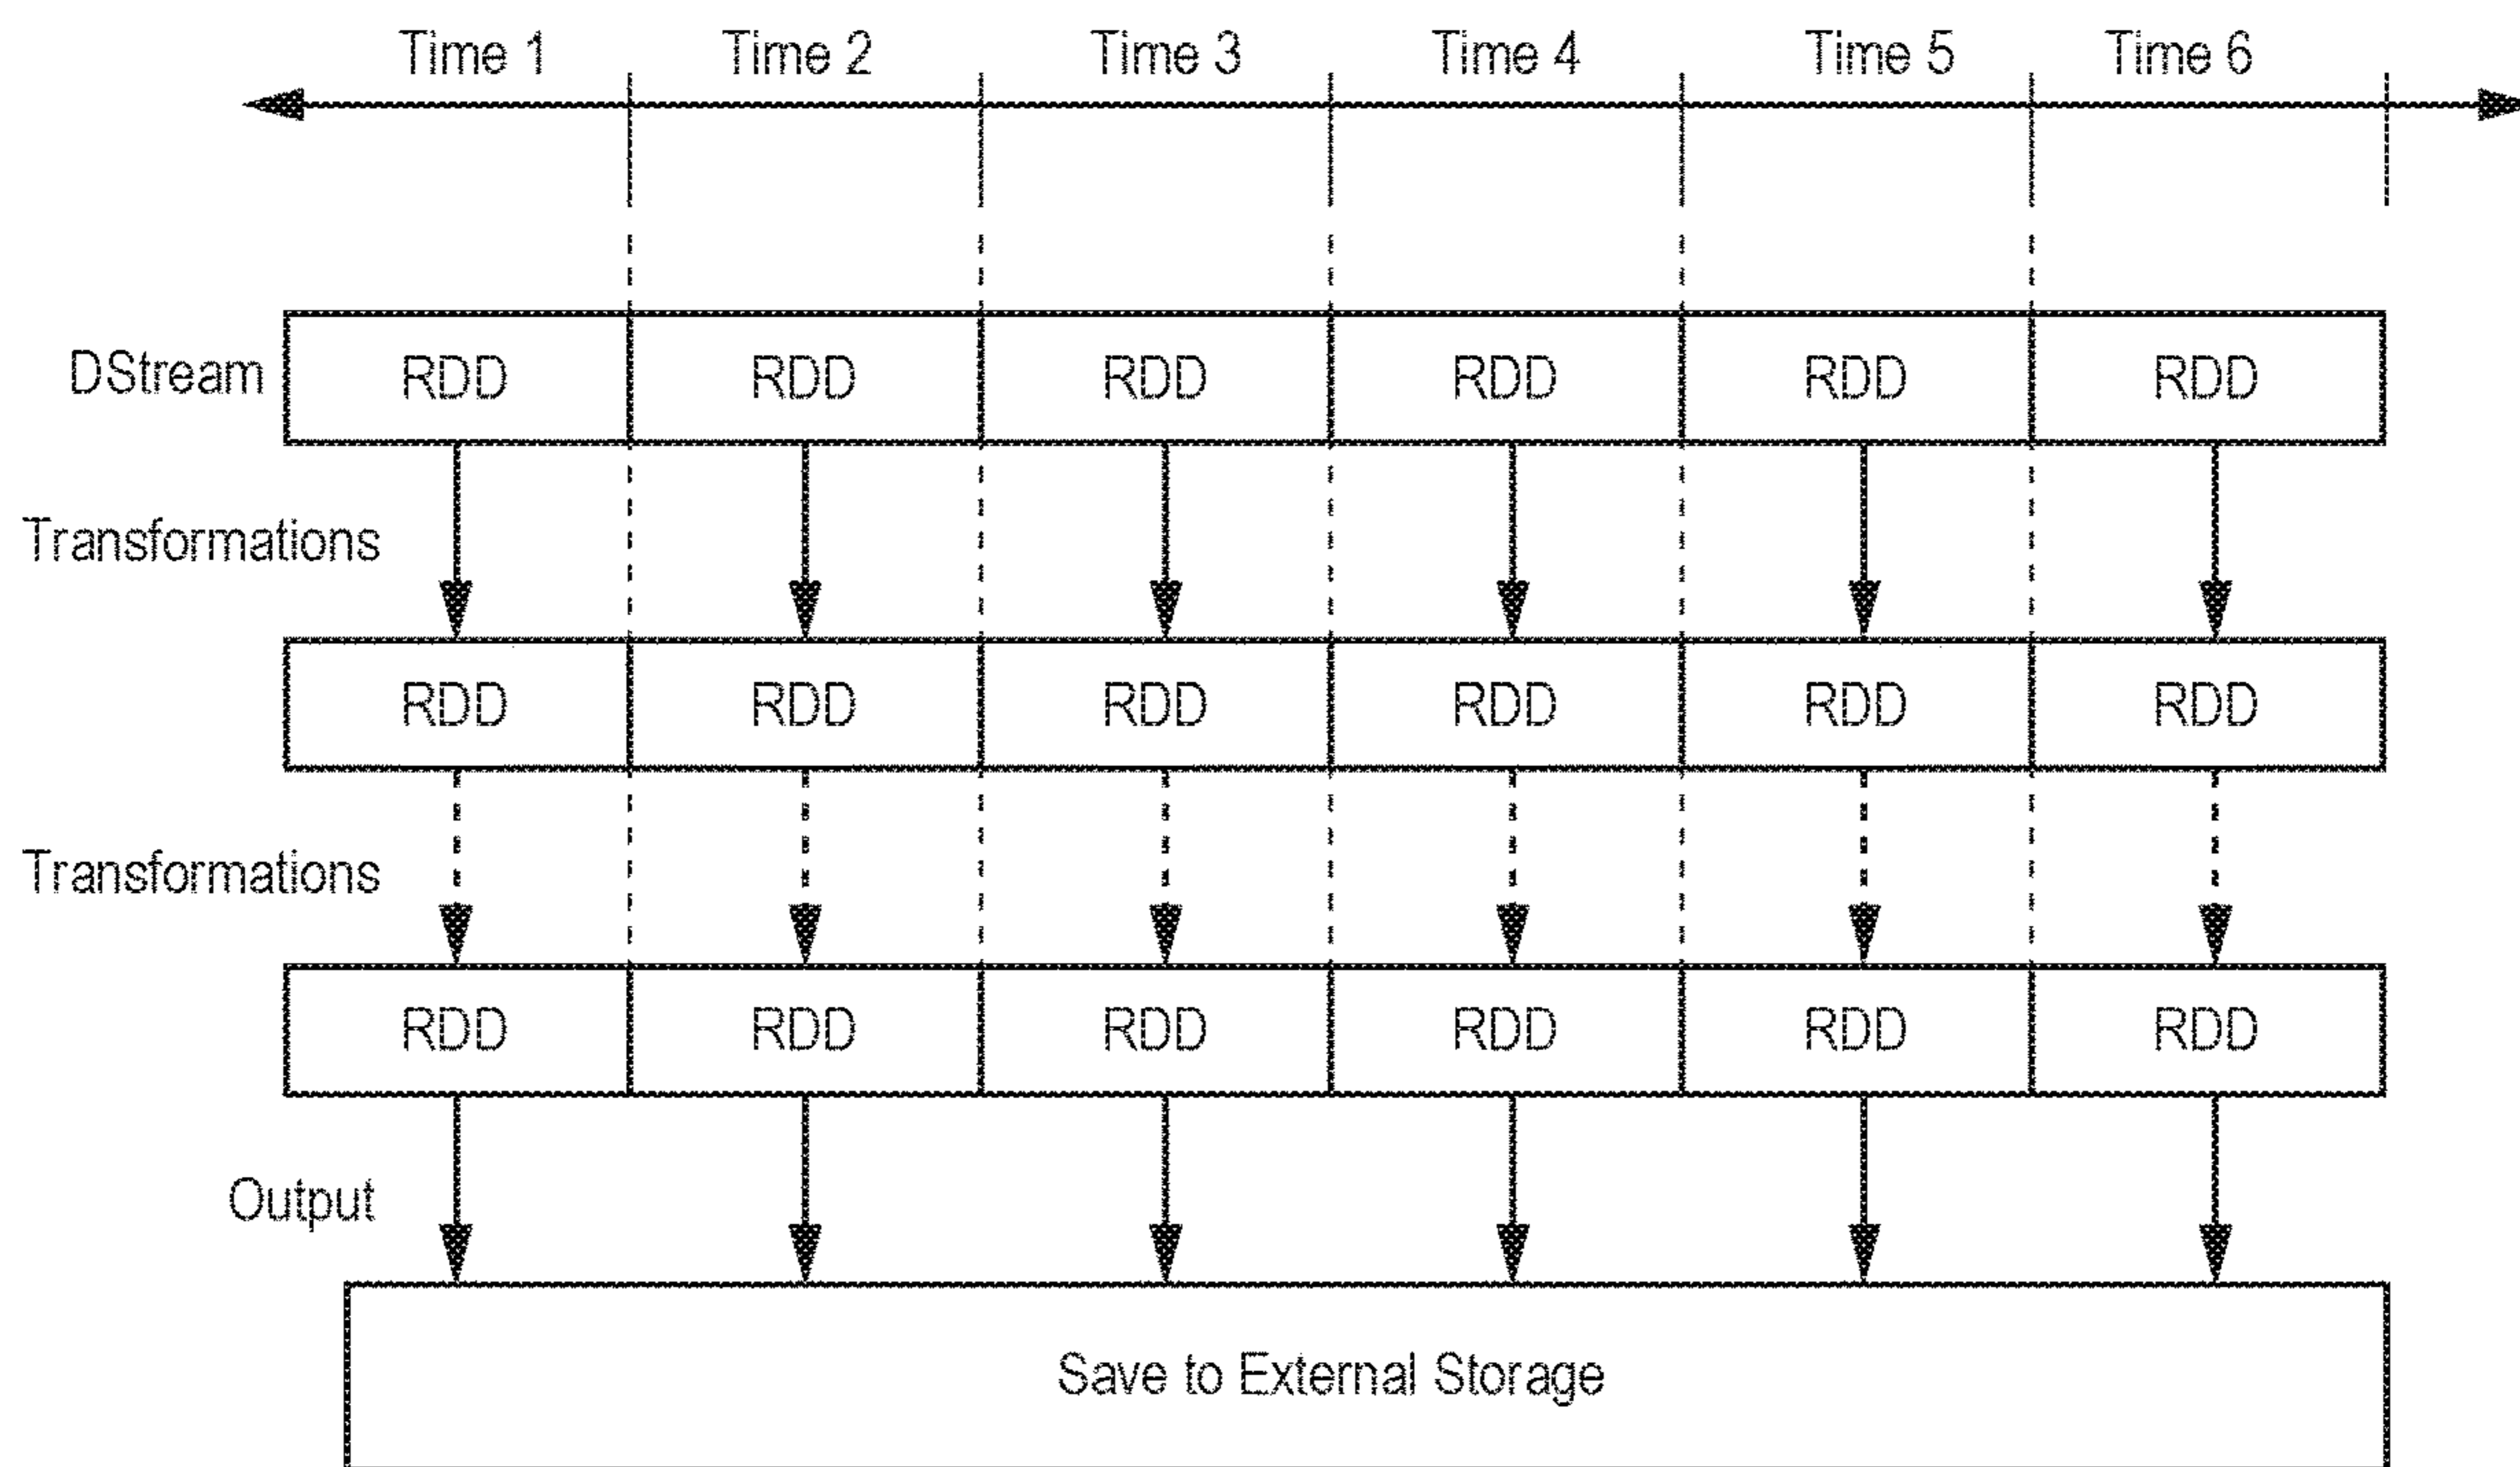 Time 1 Time 2 Time 3 Time 4 Time 5 Time 6
DStream RDD RDD RDD RDD RDD RDD
Transformations
RDD RDD RDD RDD RDD RDD
Transformations
RDD RDD RDD RDD RDD RDD
Output
Save to External Storage